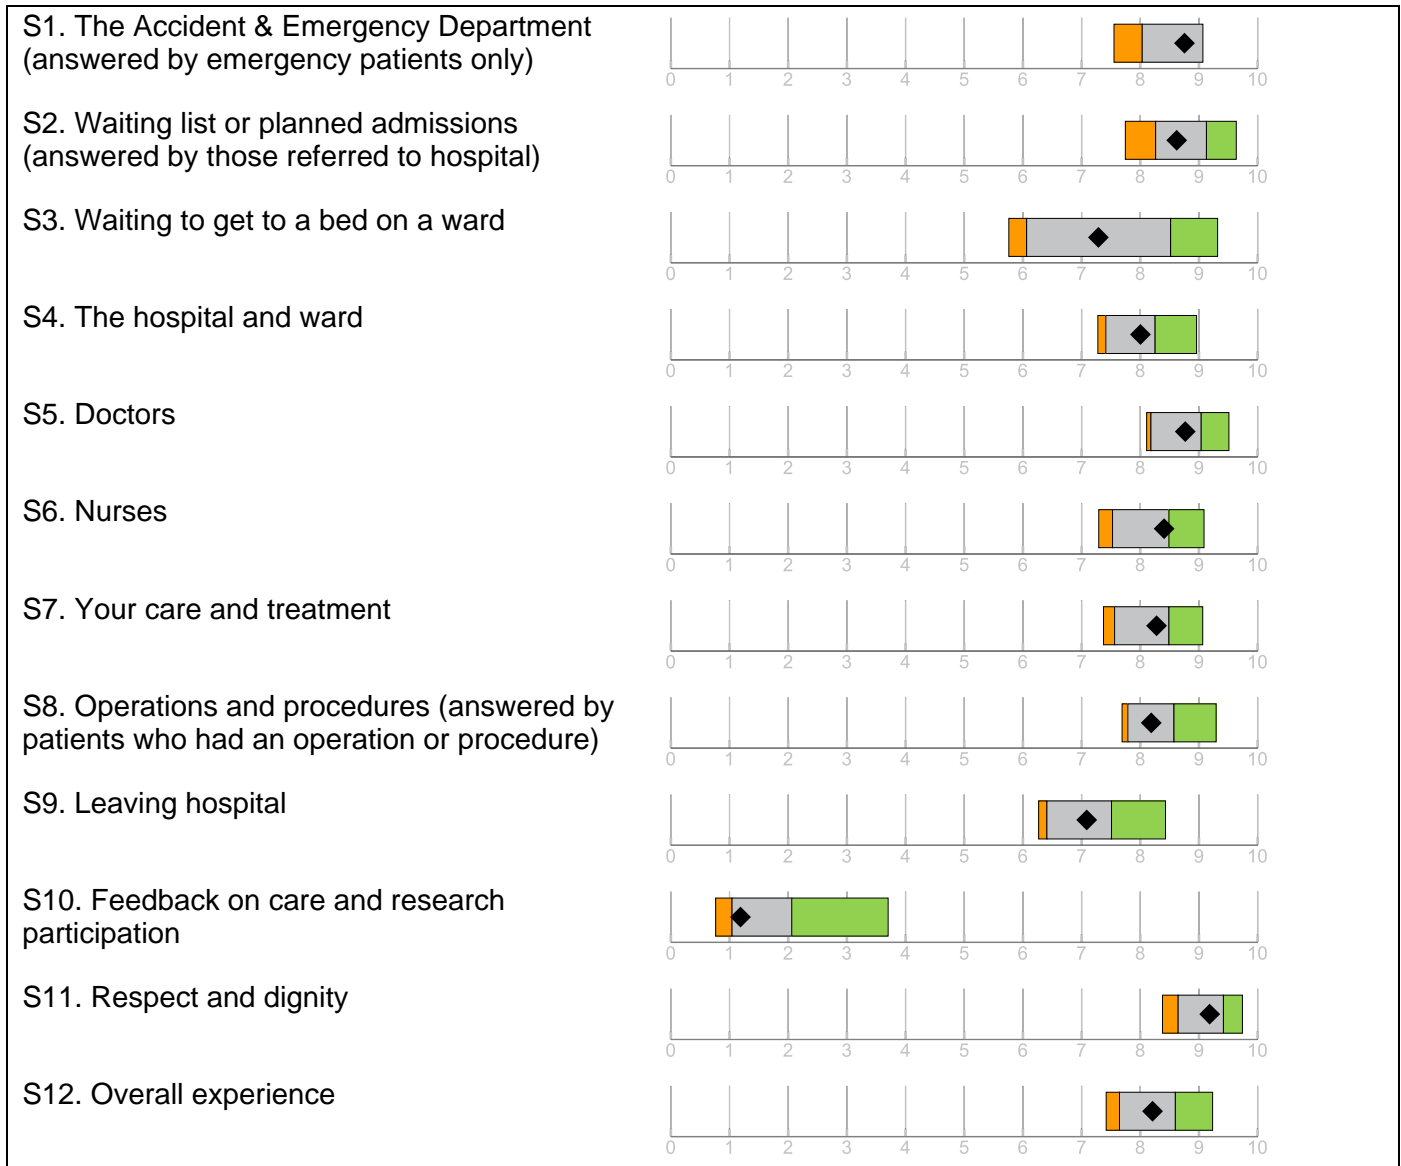 S1. The Accident & Emergency Department
(answered by emergency patients only)
0 1 2 3 4 5 6 7 8 9 10
S2. Waiting list or planned admissions
(answered by those referred to hospital)
0 1 2 3 4 5 6 7 8 9 10
S3. Waiting to get to a bed on a ward
0 1 2 3 4 5 6 7 8 9 10
S4. The hospital and ward
0 1 2 3 4 5 6 7 8 9 10
S5. Doctors
0 1 2 3 4 5 6 7 8 9 10
S6. Nurses
0 1 2 3 4 5 6 7 8 9 10
S7. Your care and treatment
0 1 2 3 4 5 6 7 8 9 10
S8. Operations and procedures (answered by
patients who had an operation or procedure)
0 1 2 3 4 5 6 7 8 9 10
S9. Leaving hospital
0 1 2 3 4 5 6 7 8 9 10
S10. Feedback on care and research
participation
0 1 2 3 4 5 6 7 8 9 10
S11. Respect and dignity
0 1 2 3 4 5 6 7 8 9 10
S12. Overall experience
0 1 2 3 4 5 6 7 8 9 10